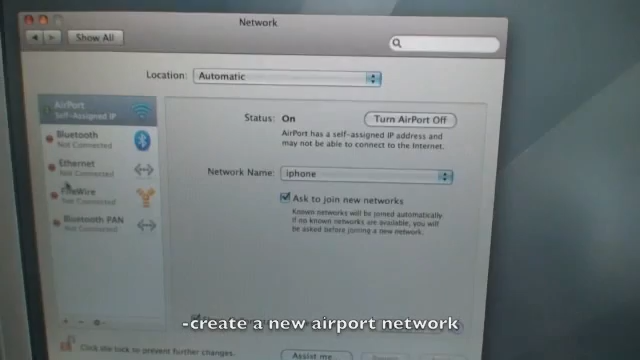 Network
Show All
Location: Automatic
AirPort
Self-Assigned IP
Bluetooth
Not Connected
Ethernet
Not Connected
FireWire
Not Connected
Bluetooth PAN
Not Connected
Status: On
Turn AirPort Off
AirPort has a self-assigned IP address and
may not be able to connect to the Internet.
Network Name: iphone
Ask to join new networks
Known networks will be joined automatically.
If no known networks are available, you will
be asked before joining a new network.
-create a new airport network
Click the lock to prevent further changes.
Assist me...